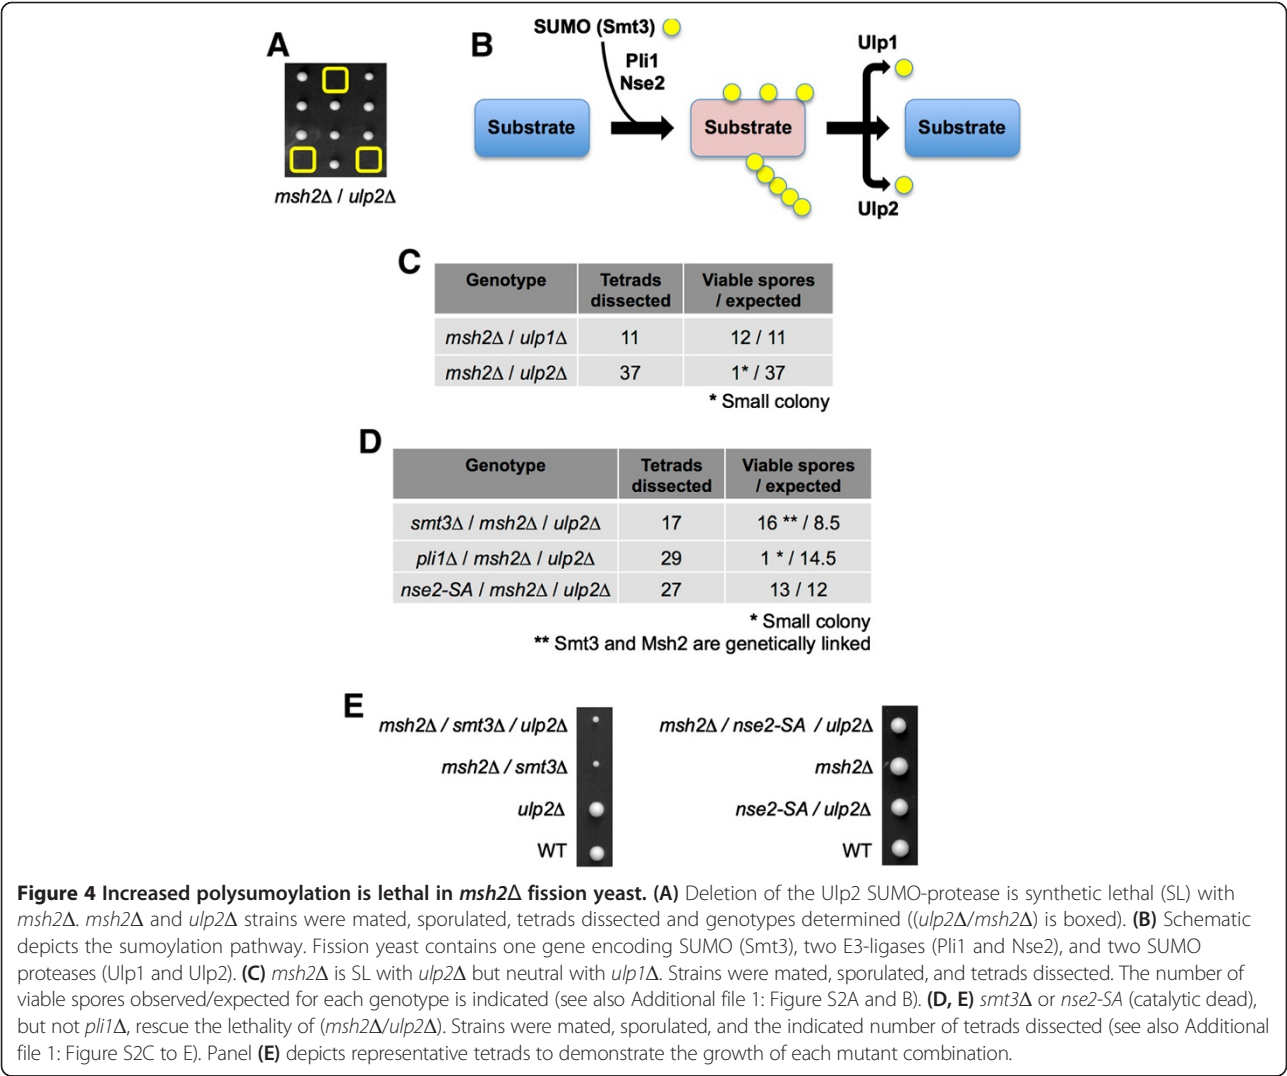 A
msh2Δ / ulp2Δ
B
SUMO (Smt3)
Pli1
Nse2
Substrate
Substrate
Ulp1
Substrate
Ulp2
C
Genotype Tetrads dissected Viable spores / expected
msh2Δ / ulp1Δ 11 12 / 11
msh2Δ / ulp2Δ 37 1* / 37
* Small colony
D
Genotype Tetrads dissected Viable spores / expected
smt3Δ / msh2Δ / ulp2Δ 17 16 ** / 8.5
pli1Δ / msh2Δ / ulp2Δ 29 1 * / 14.5
nse2-SA / msh2Δ / ulp2Δ 27 13 / 12
* Small colony
** Smt3 and Msh2 are genetically linked
E
msh2Δ / smt3Δ / ulp2Δ
msh2Δ / smt3Δ
ulp2Δ
WT
msh2Δ / nse2-SA / ulp2Δ
msh2Δ
nse2-SA / ulp2Δ
WT
Figure 4 Increased polysumoylation is lethal in msh2Δ fission yeast. (A) Deletion of the Ulp2 SUMO-protease is synthetic lethal (SL) with
msh2Δ. msh2Δ and ulp2Δ strains were mated, sporulated, tetrads dissected and genotypes determined ((ulp2Δ/msh2Δ) is boxed). (B) Schematic
depicts the sumoylation pathway. Fission yeast contains one gene encoding SUMO (Smt3), two E3-ligases (Pli1 and Nse2), and two SUMO
proteases (Ulp1 and Ulp2). (C) msh2Δ is SL with ulp2Δ but neutral with ulp1Δ. Strains were mated, sporulated, and tetrads dissected. The number of
viable spores observed/expected for each genotype is indicated (see also Additional file 1: Figure S2A and B). (D, E) smt3Δ or nse2-SA (catalytic dead),
but not pli1Δ, rescue the lethality of (msh2Δ/ulp2Δ). Strains were mated, sporulated, and the indicated number of tetrads dissected (see also Additional
file 1: Figure S2C to E). Panel (E) depicts representative tetrads to demonstrate the growth of each mutant combination.